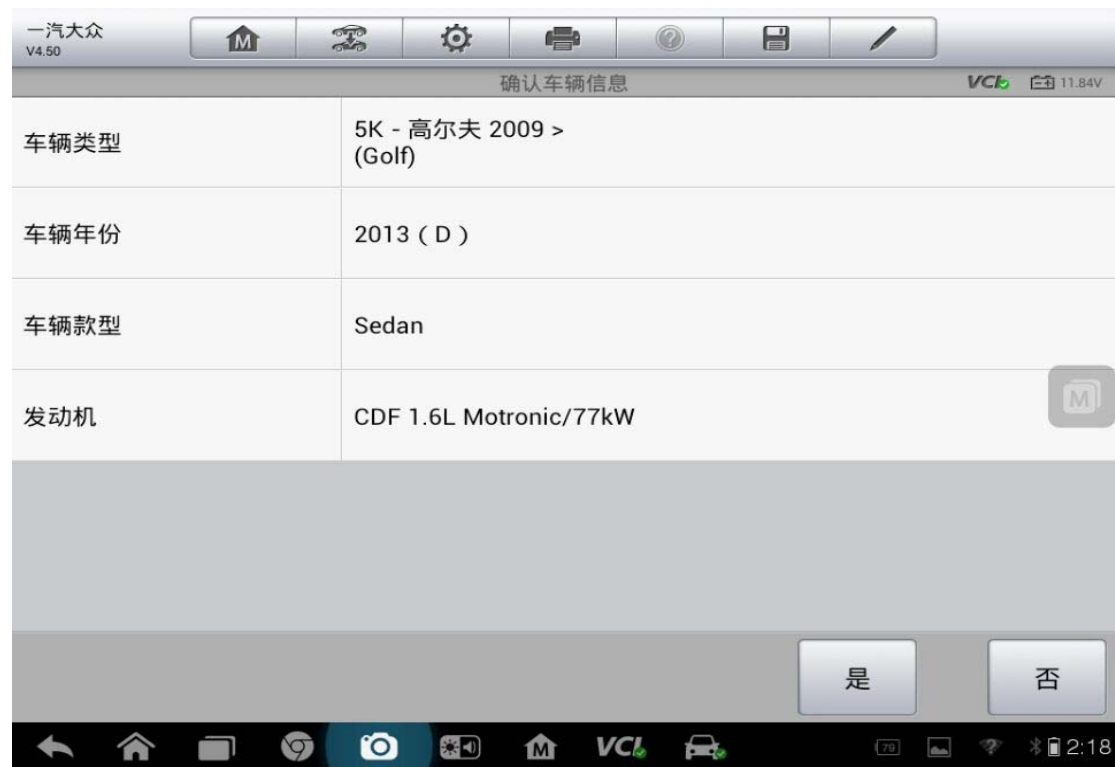 一汽大众
V4.50
M
确认车辆信息
VCI
11.84V
车辆类型
5K - 高尔夫 2009 >
(Golf)
车辆年份
2013 ( D )
车辆款型
Sedan
发动机
CDF 1.6L Motronic/77kW
M
是
否
M
VCI
79
2:18